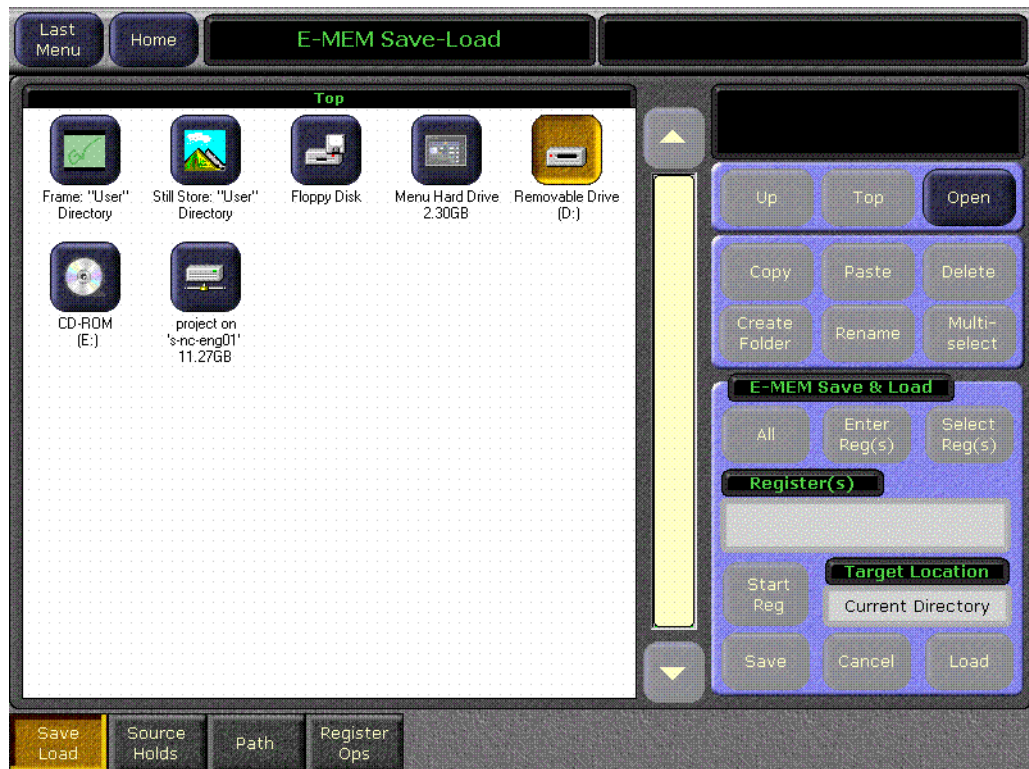 Last
Menu
Home
E-MEM Save-Load
Top
Frame: "User"
Directory
Still Store: "User"
Directory
Floppy Disk
Menu Hard Drive
2.30GB
Removable Drive
(D:)
CD-ROM
(E:)
project on
's-nc-eng01'
11.27GB
Up
Top
Open
Copy
Paste
Delete
Create
Folder
Rename
Multi-
select
E-MEM Save & Load
All
Enter
Reg(s)
Select
Reg(s)
Register(s)
Start
Reg
Target Location
Current Directory
Save
Cancel
Load
Save
Load
Source
Holds
Path
Register
Ops